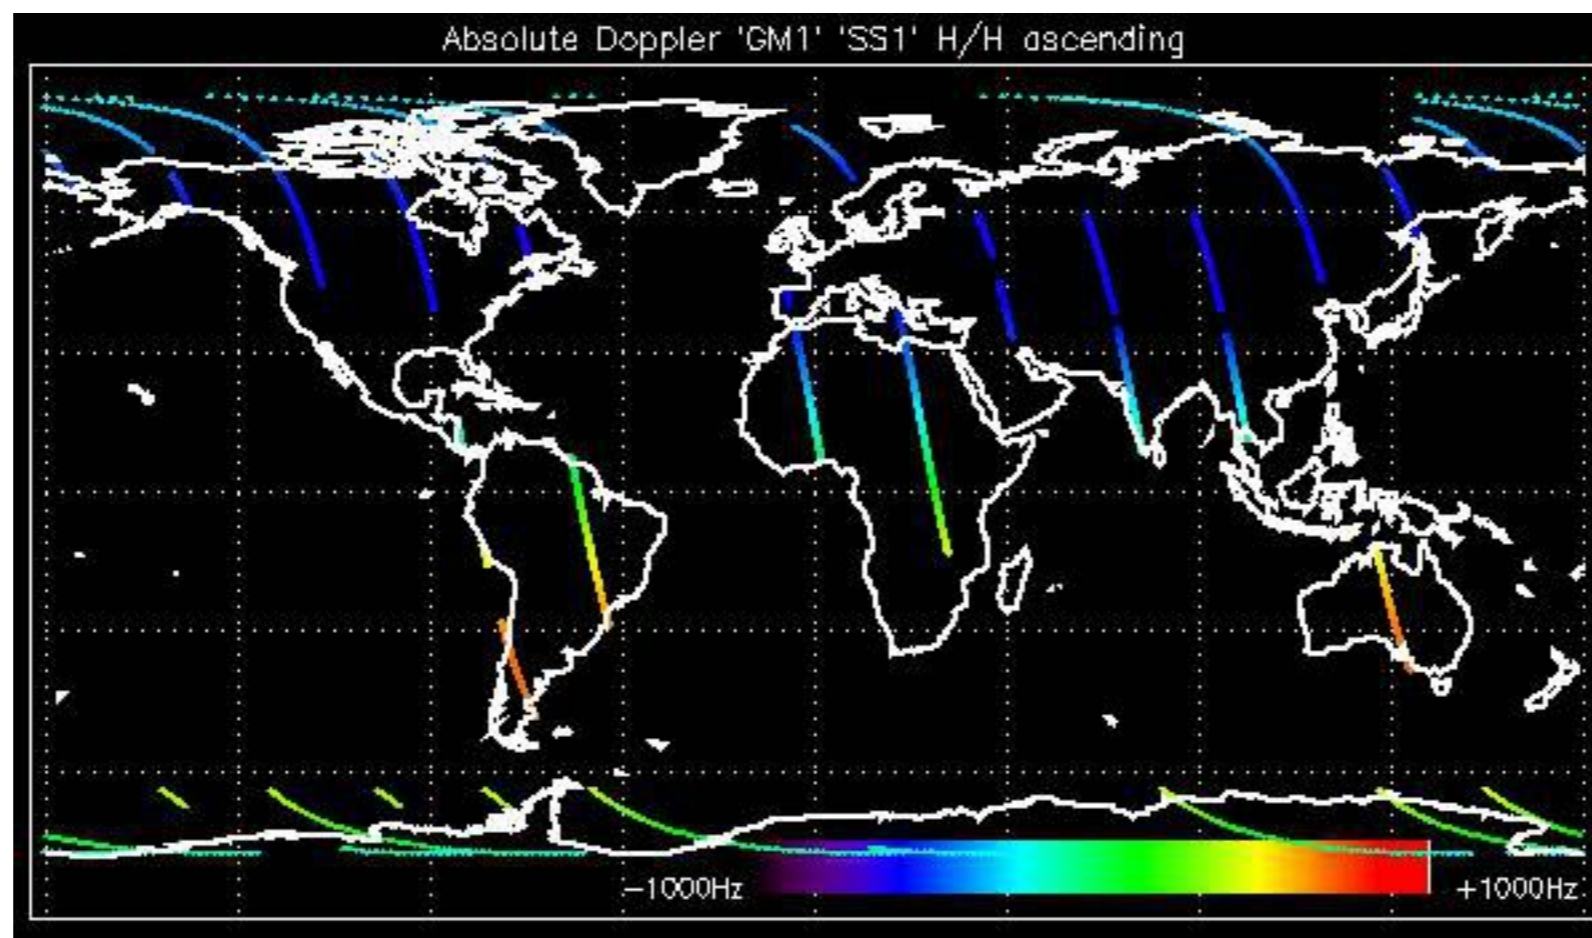 Absolute Doppler 'GM1' 'SS1' H/H ascending
-1000Hz
+1000Hz